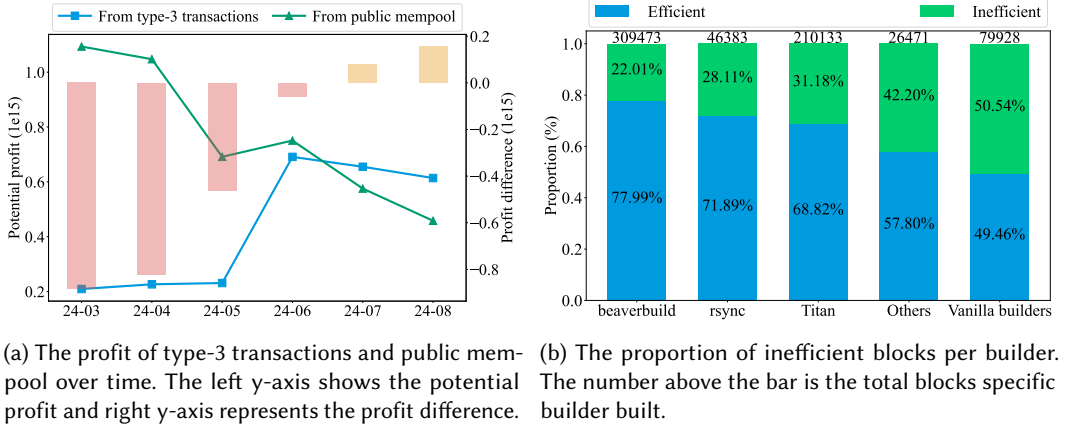 From type-3 transactions
From public mempool
Potential profit (1e15)
1.0
0.8
0.6
0.4
0.2
0.2
0.0
−0.2
−0.4
−0.6
−0.8
Profit difference (1e15)
24-03 24-04 24-05 24-06 24-07 24-08
(a) The profit of type-3 transactions and public mem-
pool over time. The left y-axis shows the potential
profit and right y-axis represents the profit difference.
Efficient
Inefficient
Proportion (%)
1.0
0.8
0.6
0.4
0.2
0.0
309473 46383 210133 26471 79928
22.01% 28.11% 31.18% 42.20% 50.54%
77.99% 71.89% 68.82% 57.80% 49.46%
beaverbuild rsync Titan Others Vanilla builders
(b) The proportion of inefficient blocks per builder.
The number above the bar is the total blocks specific
builder built.